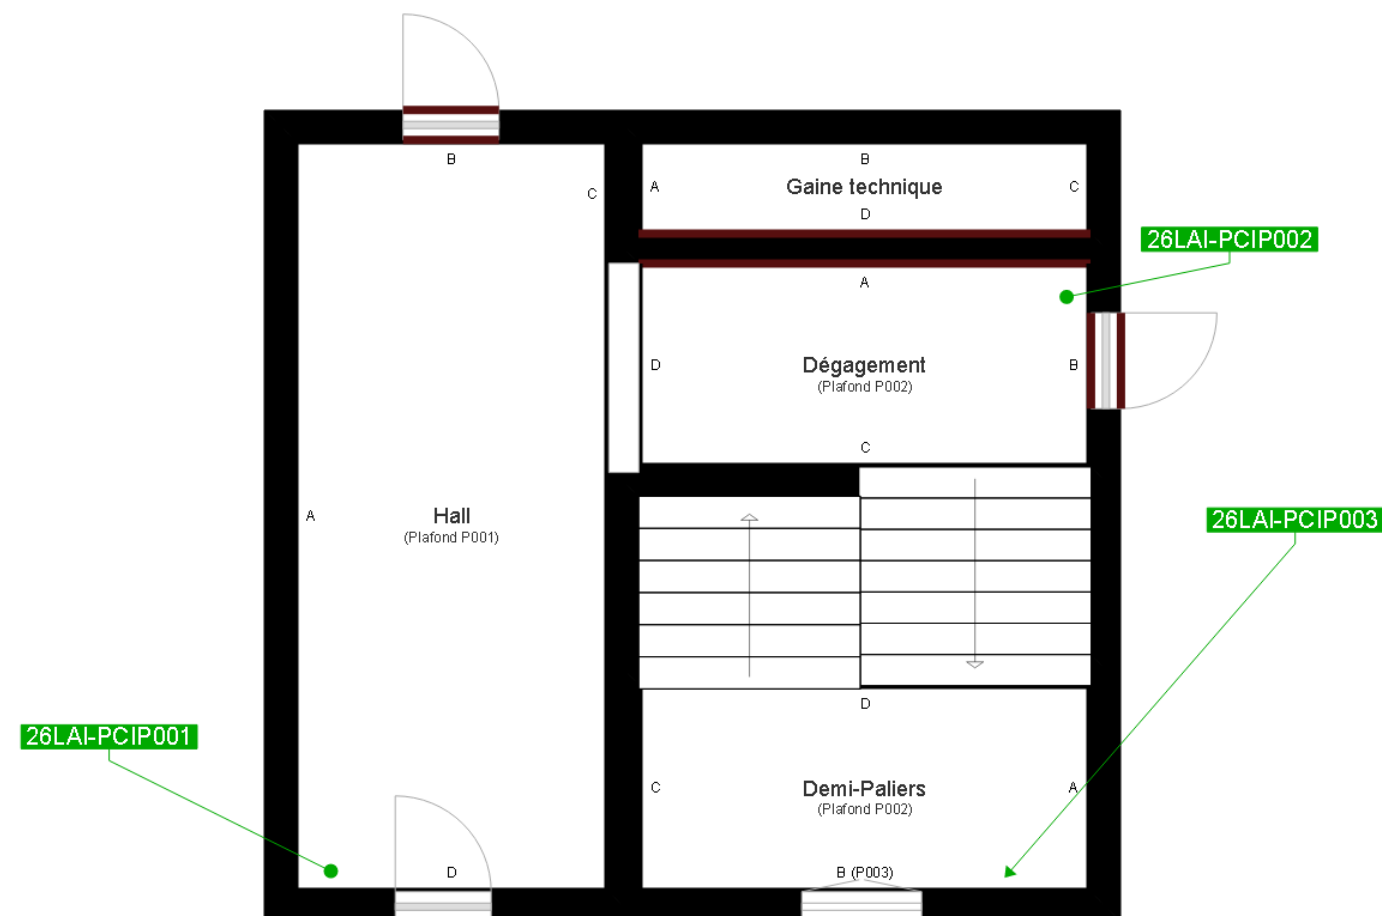 B
C
B
A
Gaine technique
C
D
26LAI-PCIP002
A
Dégagement
(Plafond P002)
D
B
C
A
Hall
(Plafond P001)
26LAI-PCIP003
D
26LAI-PCIP001
C
Demi-Paliers
(Plafond P002)
A
D
B (P003)